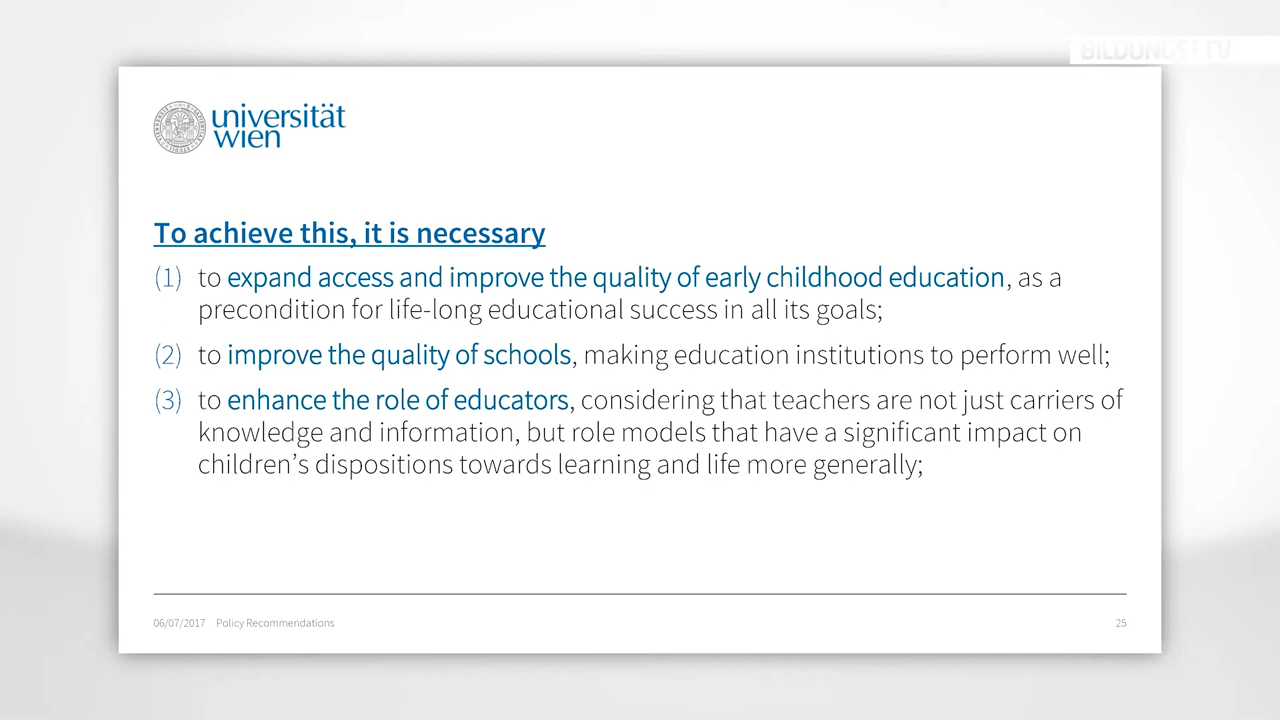 BILDUNGSTV
universität
wien
To achieve this, it is necessary
(1) to expand access and improve the quality of early childhood education, as a
precondition for life-long educational success in all its goals;
(2) to improve the quality of schools, making education institutions to perform well;
(3) to enhance the role of educators, considering that teachers are not just carriers of
knowledge and information, but role models that have a significant impact on
children’s dispositions towards learning and life more generally;
06/07/2017 Policy Recommendations 25